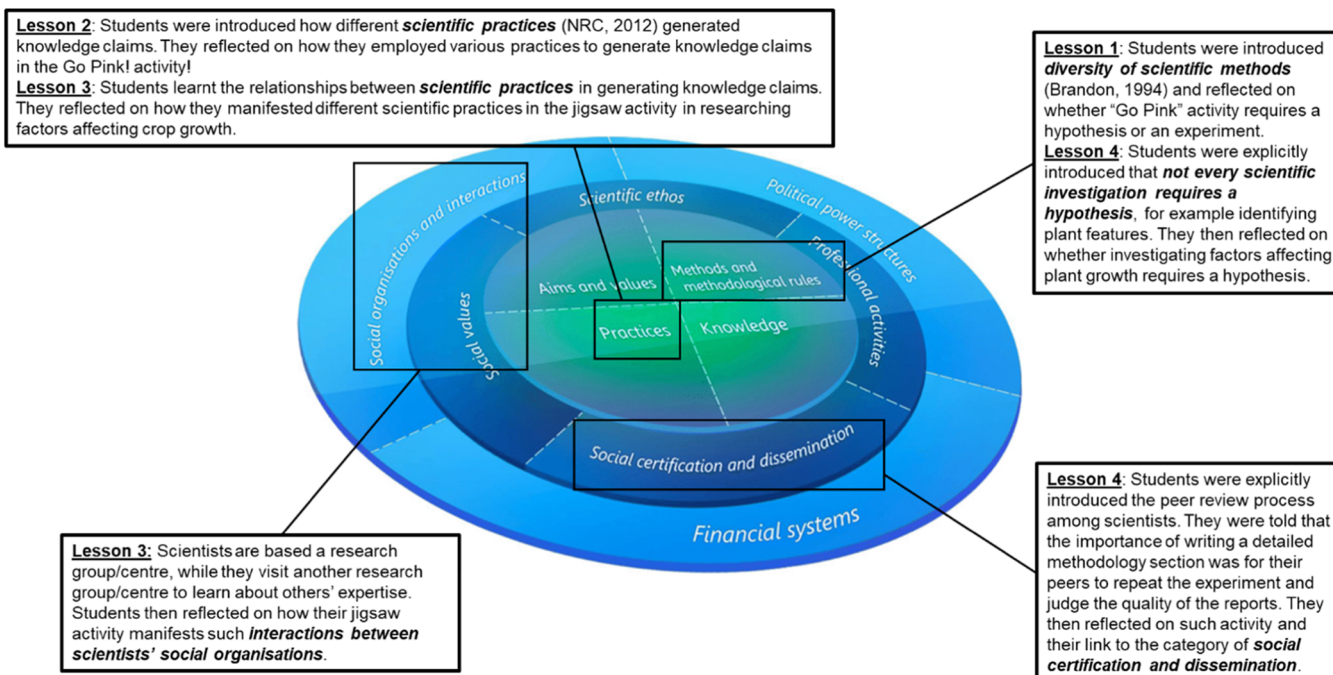 Lesson 2: Students were introduced how different scientific practices (NRC, 2012) generated
knowledge claims. They reflected on how they employed various practices to generate knowledge claims
in the Go Pink! activity!
Lesson 3: Students learnt the relationships between scientific practices in generating knowledge claims.
They reflected on how they manifested different scientific practices in the jigsaw activity in researching
factors affecting crop growth.
Lesson 1: Students were introduced
diversity of scientific methods
(Brandon, 1994) and reflected on
whether “Go Pink” activity requires a
hypothesis or an experiment.
Lesson 4: Students were explicitly
introduced that not every scientific
investigation requires a
hypothesis, for example identifying
plant features. They then reflected on
whether investigating factors affecting
plant growth requires a hypothesis.
Social organisations and interactions
Scientific ethos
Political power structures
Professional activities
Social values
Aims and values
Methods and
methodological rules
Practices
Knowledge
Social certification and dissemination
Financial systems
Lesson 3: Scientists are based a research
group/centre, while they visit another research
group/centre to learn about others’ expertise.
Students then reflected on how their jigsaw
activity manifests such interactions between
scientists’ social organisations.
Lesson 4: Students were explicitly
introduced the peer review process
among scientists. They were told that
the importance of writing a detailed
methodology section was for their
peers to repeat the experiment and
judge the quality of the reports. They
then reflected on such activity and
their link to the category of social
certification and dissemination.